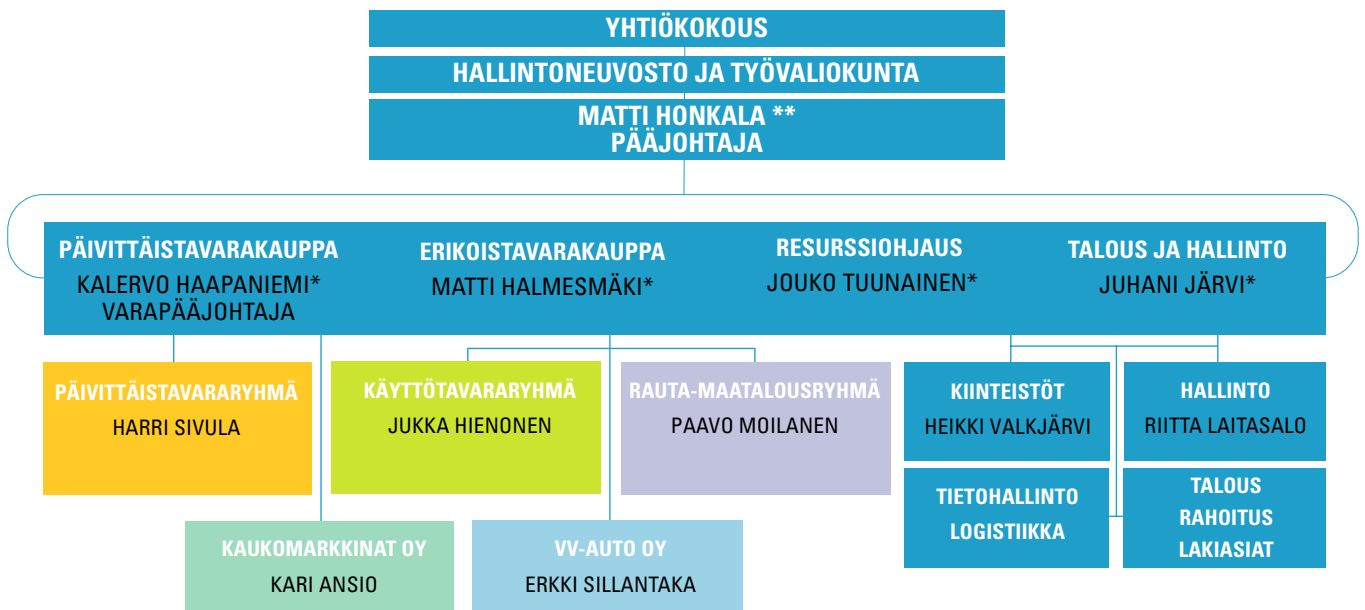 YHTIÖKOKOUS
HALLINTONEUVOSTO JA TYÖVALIOKUNTA
MATTI HONKALA **
PÄÄJOHTAJA
PÄIVITTÄISTAVARAKAUPPA
KALERVO HAAPANIEMI*
VARAPÄÄJOHTAJA
ERIKOISTAVARAKAUPPA
MATTI HALMESMÄKI*
RESURSSIOHJAUS
JOUKO TUUNAINEN*
TALOUS JA HALLINTO
JUHANI JÄRVI*
PÄIVITTÄISTAVARARYHMÄ
HARRI SIVULA
KÄYTTÖTAVARARYHMÄ
JUKKA HIENONEN
RAUTA-MAATALOUSRYHMÄ
PAAVO MOILANEN
KIINTEISTÖT
HEIKKI VALKJÄRVI
HALLINTO
RIITTA LAITASALO
TIETOHALLINTO
LOGISTIIKKA
TALOUS
RAHOITUS
LAKIASIAT
KAUKOMARKKINAT OY
KARI ANSIO
VV-AUTO OY
ERKKI SILLANTAKA